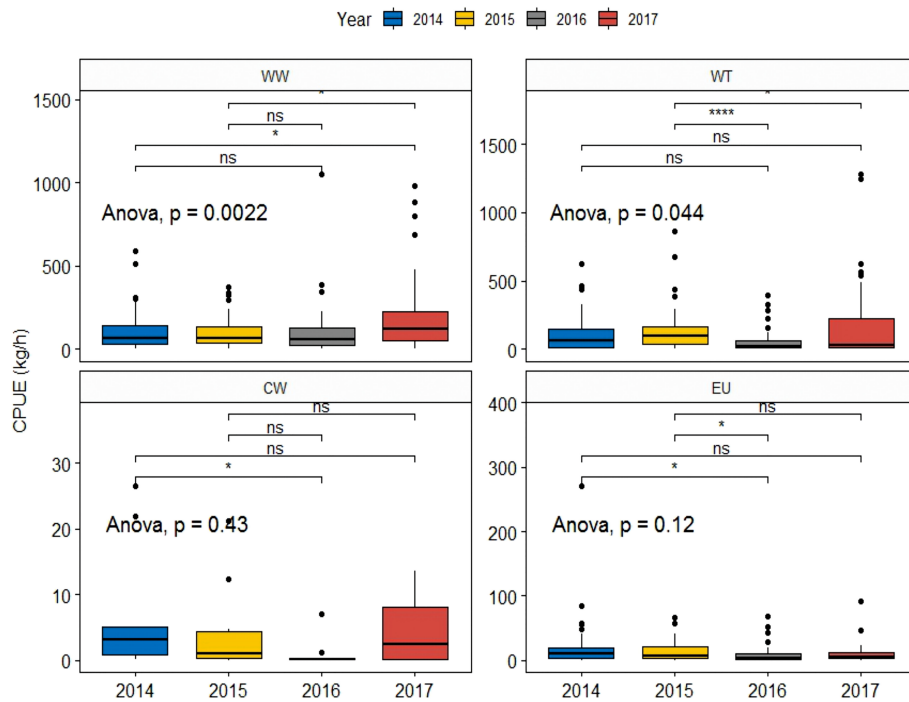 Year 2014 2015 2016 2017
WW
WT
1500
1000
500
0
*
ns
*
ns
Anova, p = 0.0022
1500
1000
500
0
*
****
ns
ns
Anova, p = 0.044
CPUE (kg/h)
CW
EU
30
20
10
0
ns
ns
ns
*
Anova, p = 0.43
400
300
200
100
0
ns
*
ns
*
Anova, p = 0.12
2014 2015 2016 2017
2014 2015 2016 2017